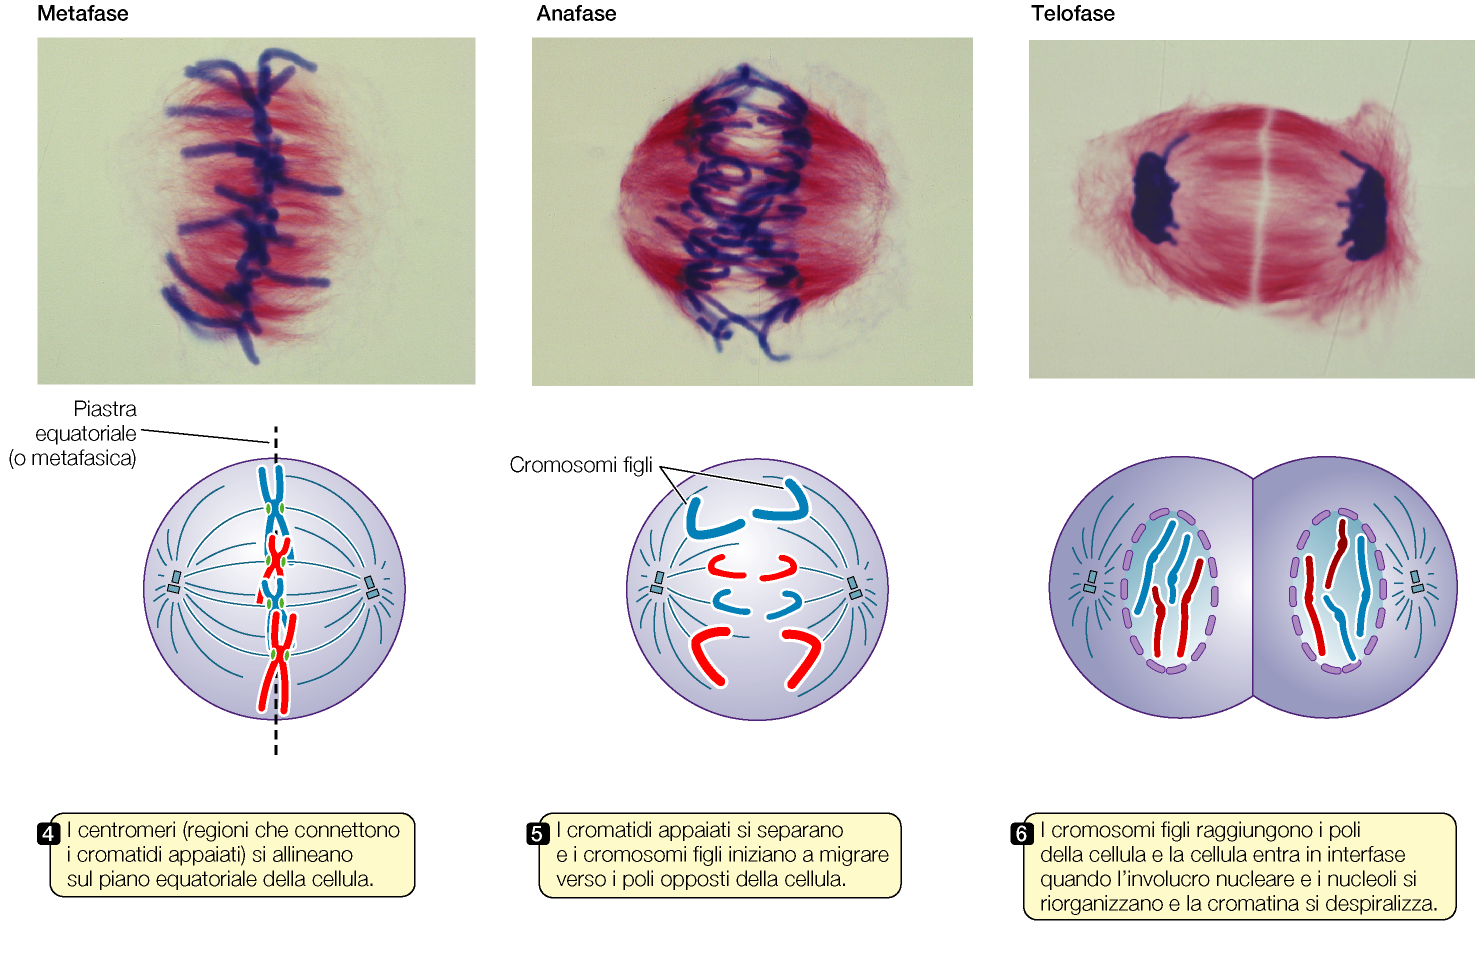 Metafase
Anafase
Telofase
Piastra
equatoriale
(o metafasica)
Cromosomi figli
4 I centromeri (regioni che connettono
i cromatidi appaiati) si allineano
sul piano equatoriale della cellula.
5 I cromatidi appaiati si separano
e i cromosomi figli iniziano a migrare
verso i poli opposti della cellula.
6 I cromosomi figli raggiungono i poli
della cellula e la cellula entra in interfase
quando l'involucro nucleare e i nucleoli si
riorganizzano e la cromatina si despiralizza.